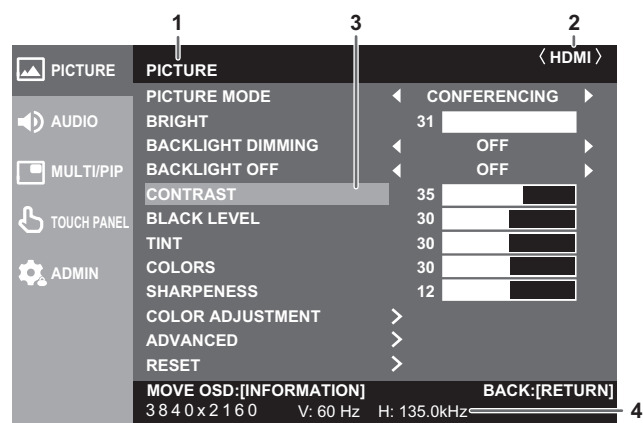 1 3 2
PICTURE
AUDIO
MULTI/PIP
TOUCH PANEL
ADMIN
PICTURE 〈HDMI〉
PICTURE MODE CONFERENCING
BRIGHT 31
BACKLIGHT DIMMING OFF
BACKLIGHT OFF OFF
CONTRAST 35
BLACK LEVEL 30
TINT 30
COLORS 30
SHARPENESS 12
COLOR ADJUSTMENT
ADVANCED
RESET
MOVE OSD:[INFORMATION] BACK:[RETURN]
3840x2160 V: 60 Hz H: 135.0kHz 4